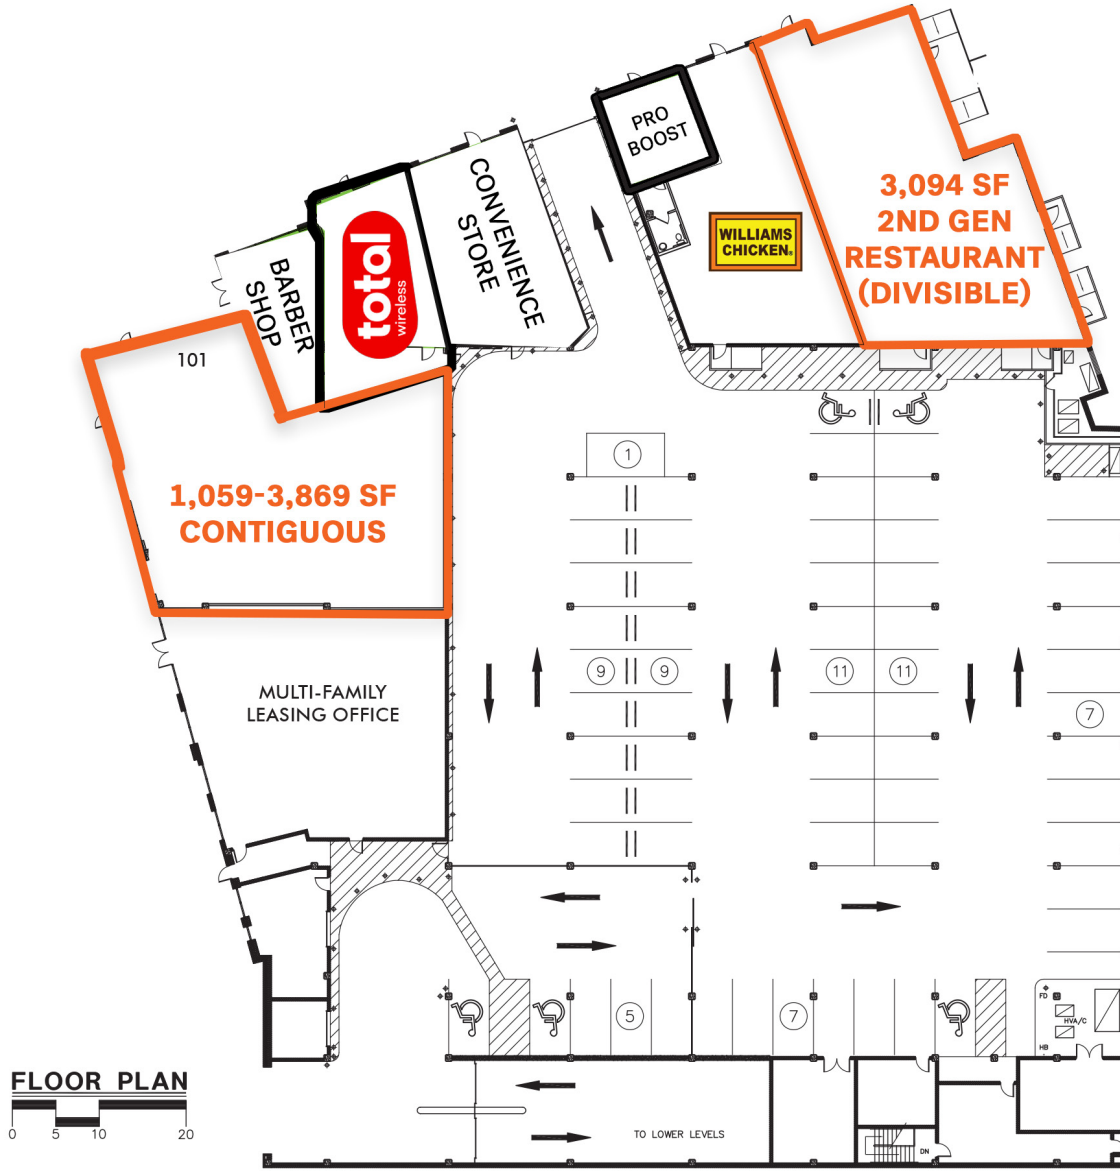 PRO
BOOST
WILLIAMS
CHICKEN®
3,094 SF
2ND GEN
RESTAURANT
(DIVISIBLE)
CONVENIENCE
STORE
total
wireless
BARBER
SHOP
101
1,059-3,869 SF
CONTIGUOUS
1
9
9
11
11
7
MULTI-FAMILY
LEASING OFFICE
5
7
FD
HVA/C
HB
FLOOR PLAN
0 5 10 20
TO LOWER LEVELS
DN